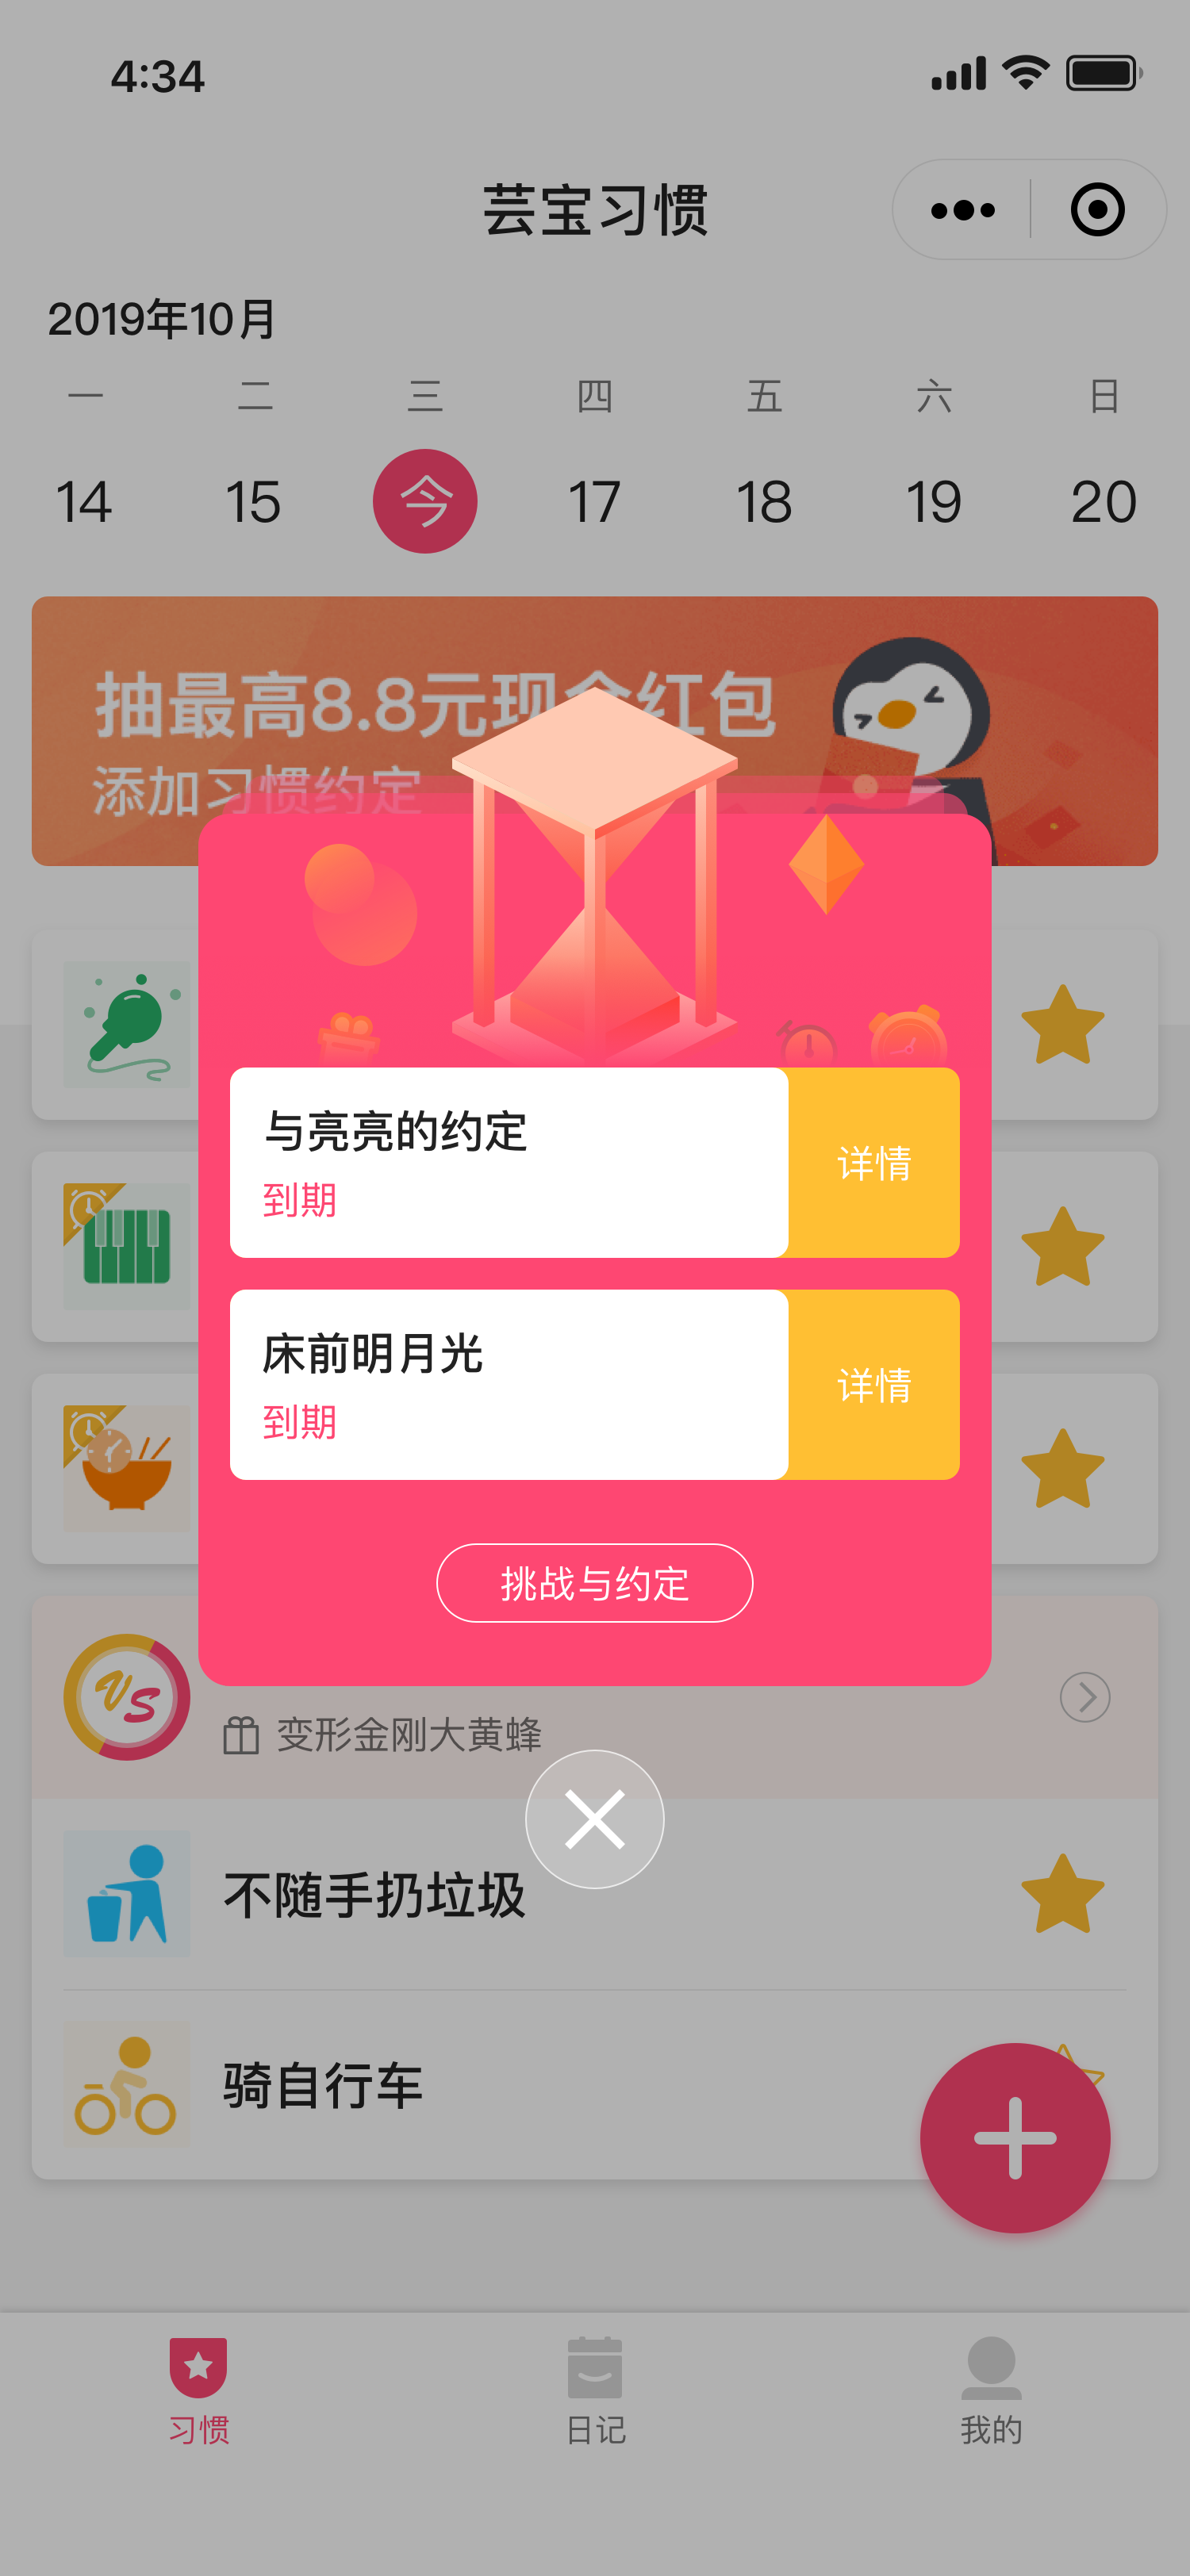 4:34
芸宝习惯
2019年10月
一 二 三 四 五 六 日
14 15 今 17 18 19 20
抽最高8.8元现金红包
添加习惯约定
与亮亮的约定
到期
详情
床前明月光
到期
详情
挑战与约定
VS
变形金刚大黄蜂
不随手扔垃圾
骑自行车
习惯 日记 我的